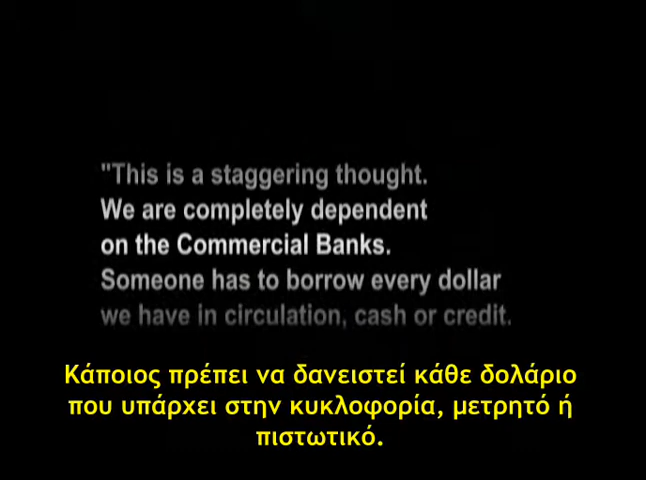 "This is a staggering thought.
We are completely dependent
on the Commercial Banks.
Someone has to borrow every dollar
we have in circulation, cash or credit.
Κάποιος πρέπει να δανειστεί κάθε δολάριο
που υπάρχει στην κυκλοφορία, μετρητό ή
πιστωτικό.